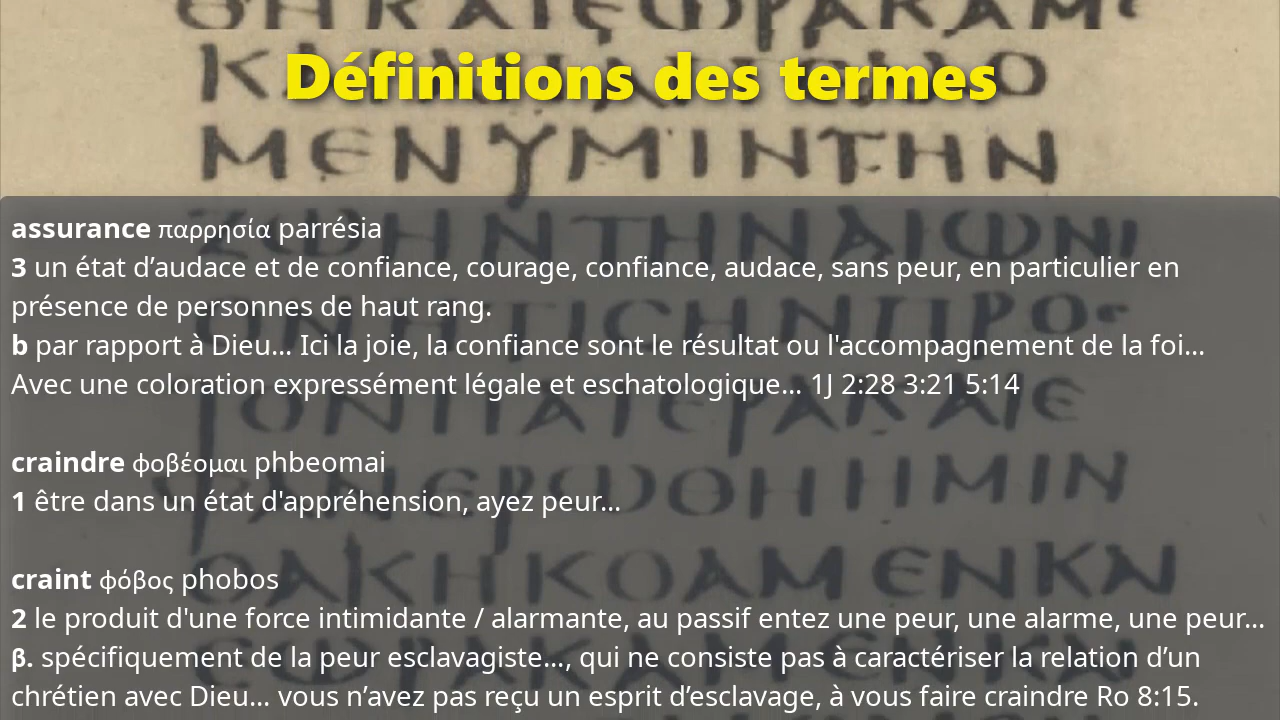 Définitions des termes
assurance παρρησία parrésia
3 un état d’audace et de confiance, courage, confiance, audace, sans peur, en particulier en
présence de personnes de haut rang.
b par rapport à Dieu... Ici la joie, la confiance sont le résultat ou l'accompagnement de la foi...
Avec une coloration expressément légale et eschatologique... 1J 2:28 3:21 5:14
craindre φοβέομαι phbeomai
1 être dans un état d'appréhension, ayez peur...
craint φόβος phobos
2 le produit d'une force intimidante / alarmante, au passif entez une peur, une alarme, une peur...
β. spécifiquement de la peur esclavagiste..., qui ne consiste pas à caractériser la relation d’un
chrétien avec Dieu... vous n’avez pas reçu un esprit d’esclavage, à vous faire craindre Ro 8:15.